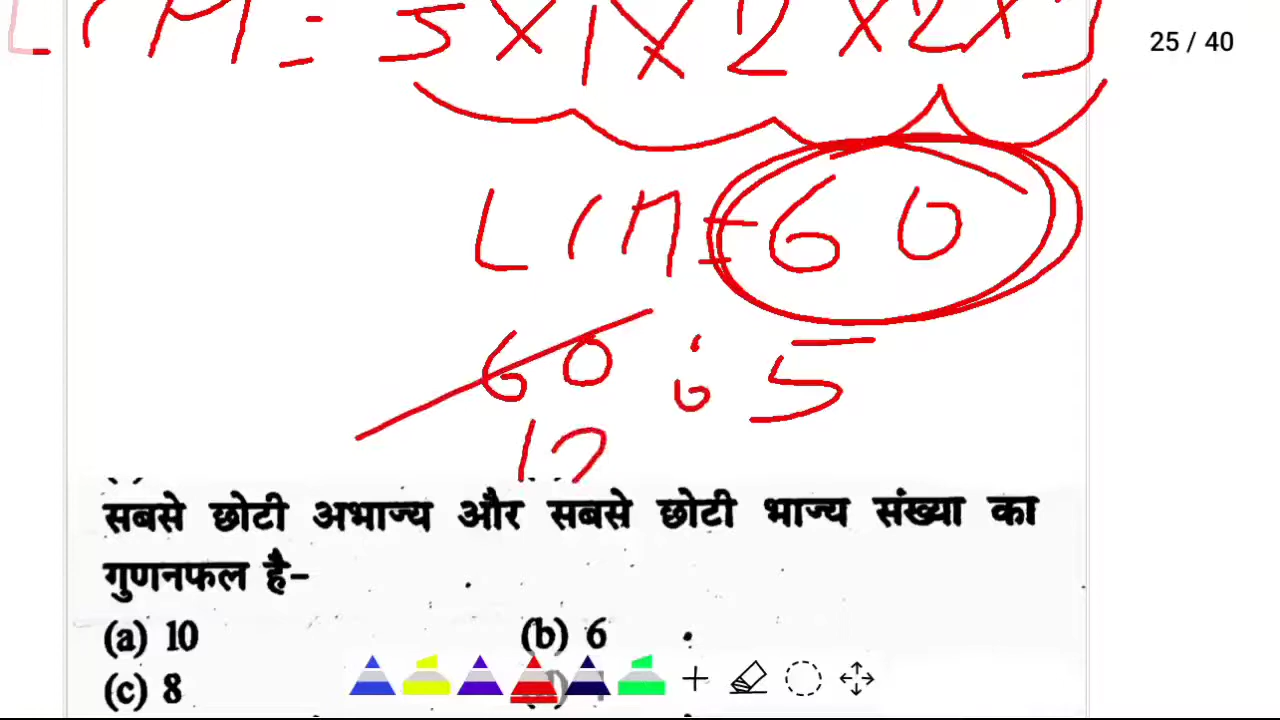 LCM = 5 × 1 × 2 × 2 × 3
25 / 40
LCM = 60
60 : 5
12
सबसे छोटी अभाज्य और सबसे छोटी भाज्य संख्या का
गुणनफल है-
(a) 10 (b) 6
(c) 8